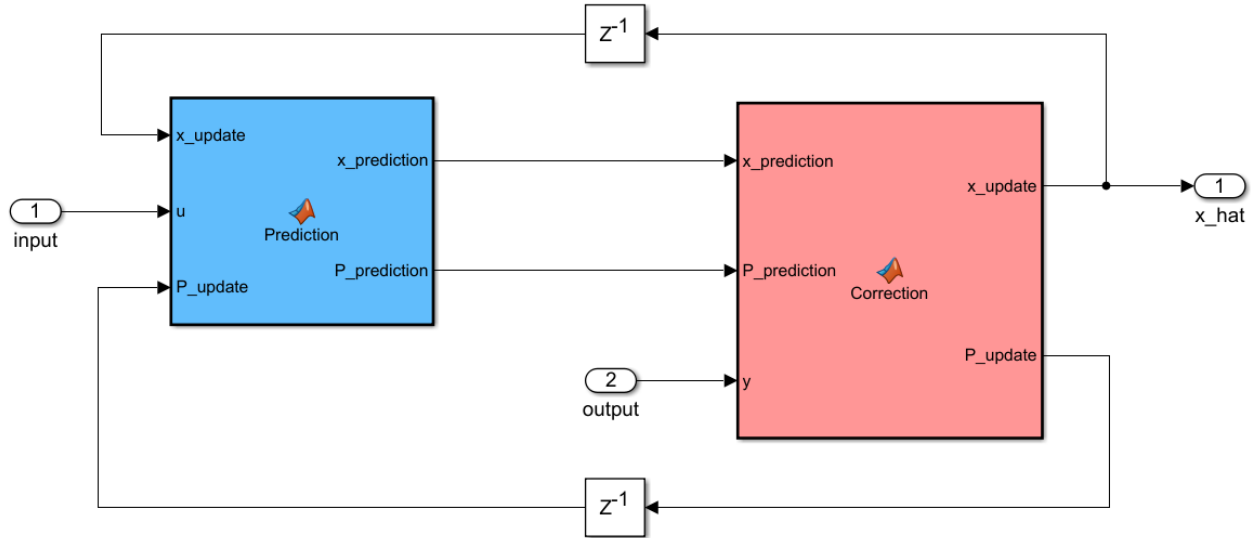 Z-1
x_update
x_prediction
x_prediction
x_update
1
u
Prediction
1
input
x_hat
P_prediction
P_prediction
P_update
Correction
P_update
2
y
output
Z-1